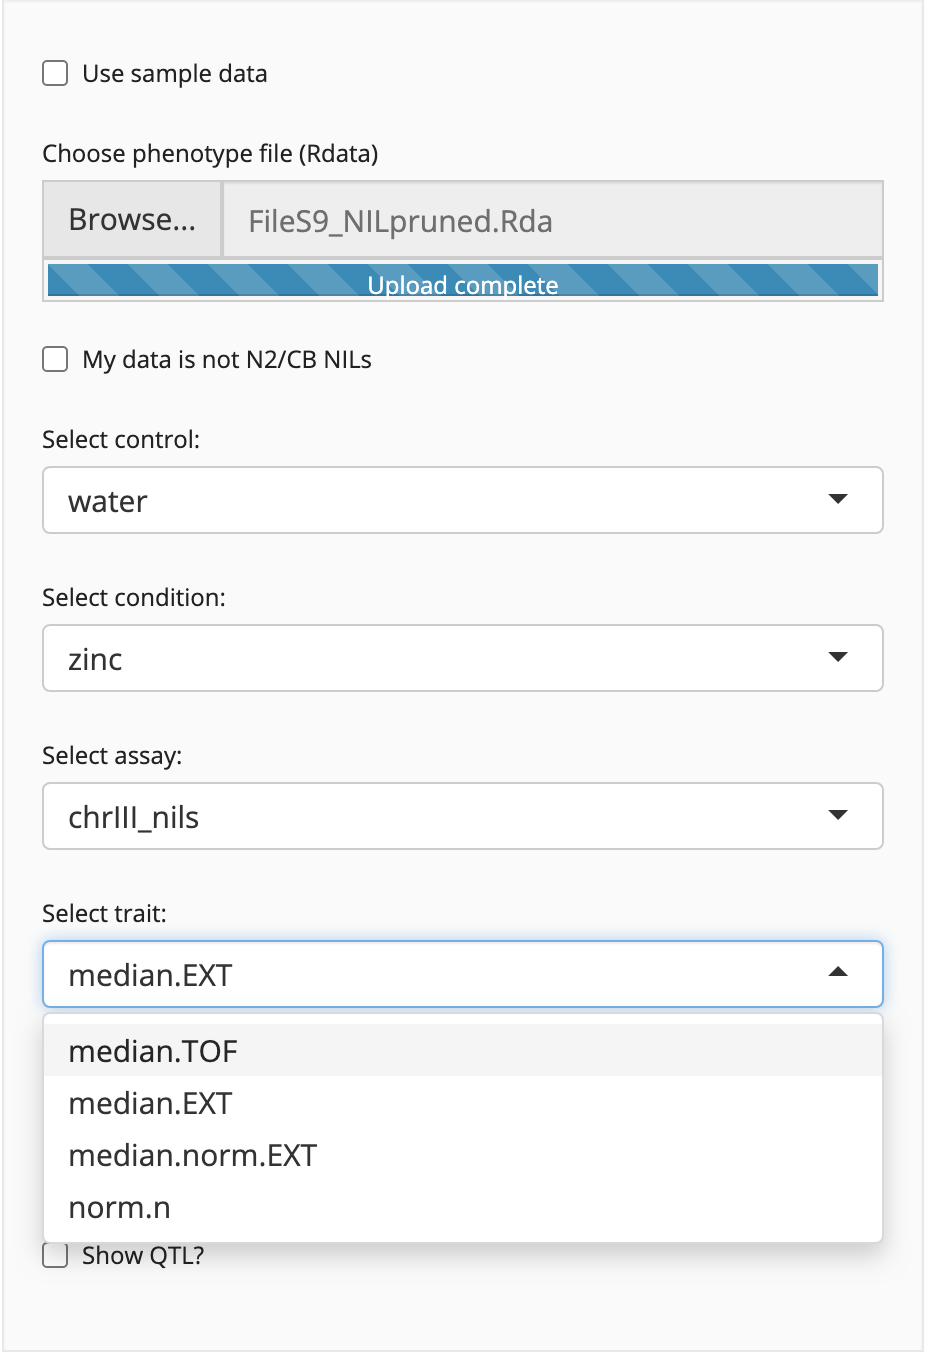 Use sample data
Choose phenotype file (Rdata)
Browse... FileS9_NILpruned.Rda
Upload complete
My data is not N2/CB NILs
Select control:
water
Select condition:
zinc
Select assay:
chrIII_nils
Select trait:
median.EXT
median.TOF
median.EXT
median.norm.EXT
norm.n
Show QTL?